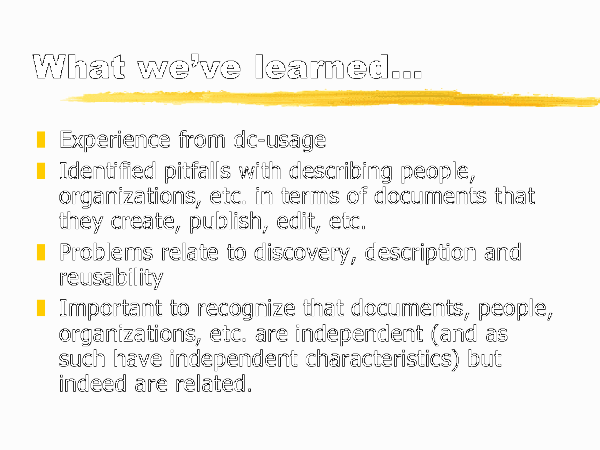 What we've learned...
Experience from dc-usage
Identified pitfalls with describing people,
organizations, etc. in terms of documents that
they create, publish, edit, etc.
Problems relate to discovery, description and
reusability
Important to recognize that documents, people,
organizations, etc. are independent (and as
such have independent characteristics) but
indeed are related.